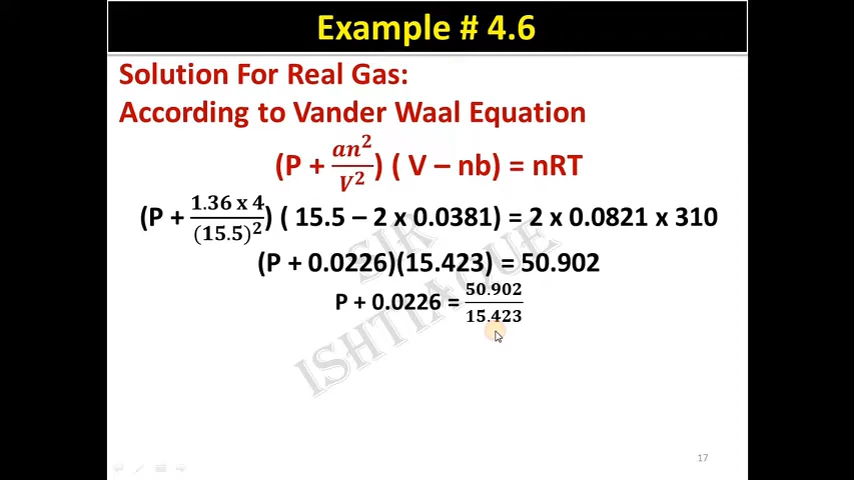 Example # 4.6
Solution For Real Gas:
According to Vander Waal Equation
(P + an²/V²) ( V – nb) = nRT
(P + 1.36 x 4/(15.5)²) ( 15.5 – 2 x 0.0381) = 2 x 0.0821 x 310
(P + 0.0226)(15.423) = 50.902
P + 0.0226 = 50.902/15.423
SIR
ISHTIAQUE
17